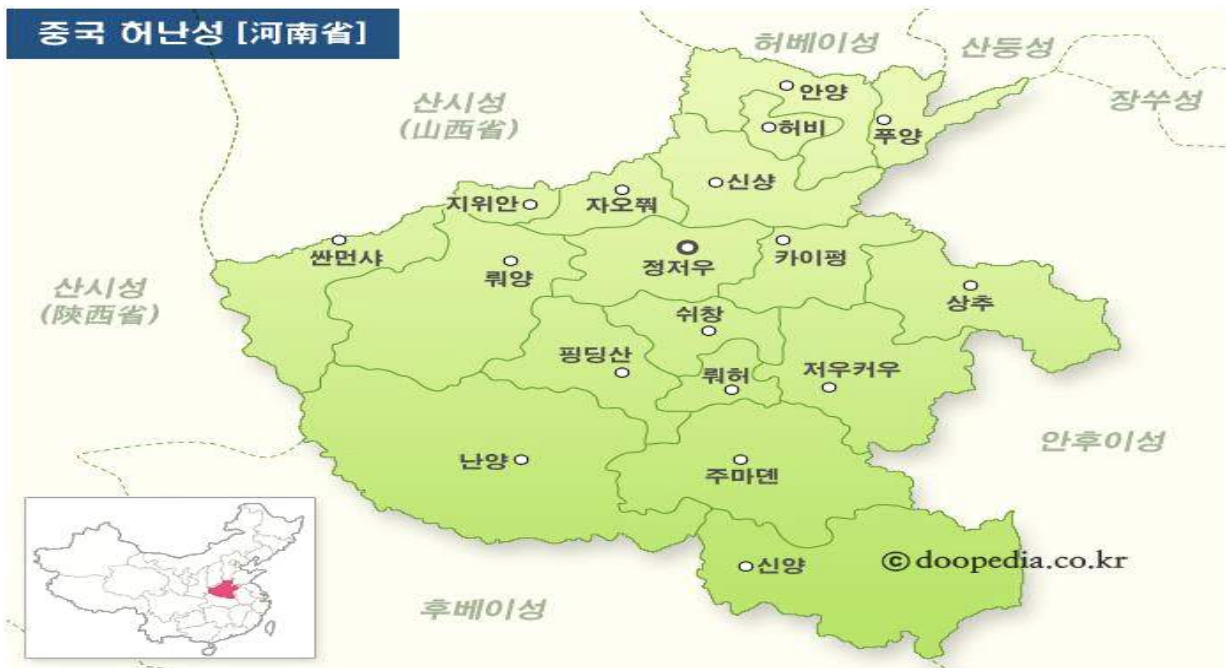 중국 허난성 [河南省]
허베이성
산둥성
산시성
(山西省)
장쑤성
안양
허비
푸양
신샹
지위안
자오쭤
싼먼샤
뤄양
정저우
카이펑
산시성
(陝西省)
상추
쉬창
핑딩산
뤄허
저우커우
안후이성
난양
주마뎬
신양
ⓒ doopedia.co.kr
후베이성